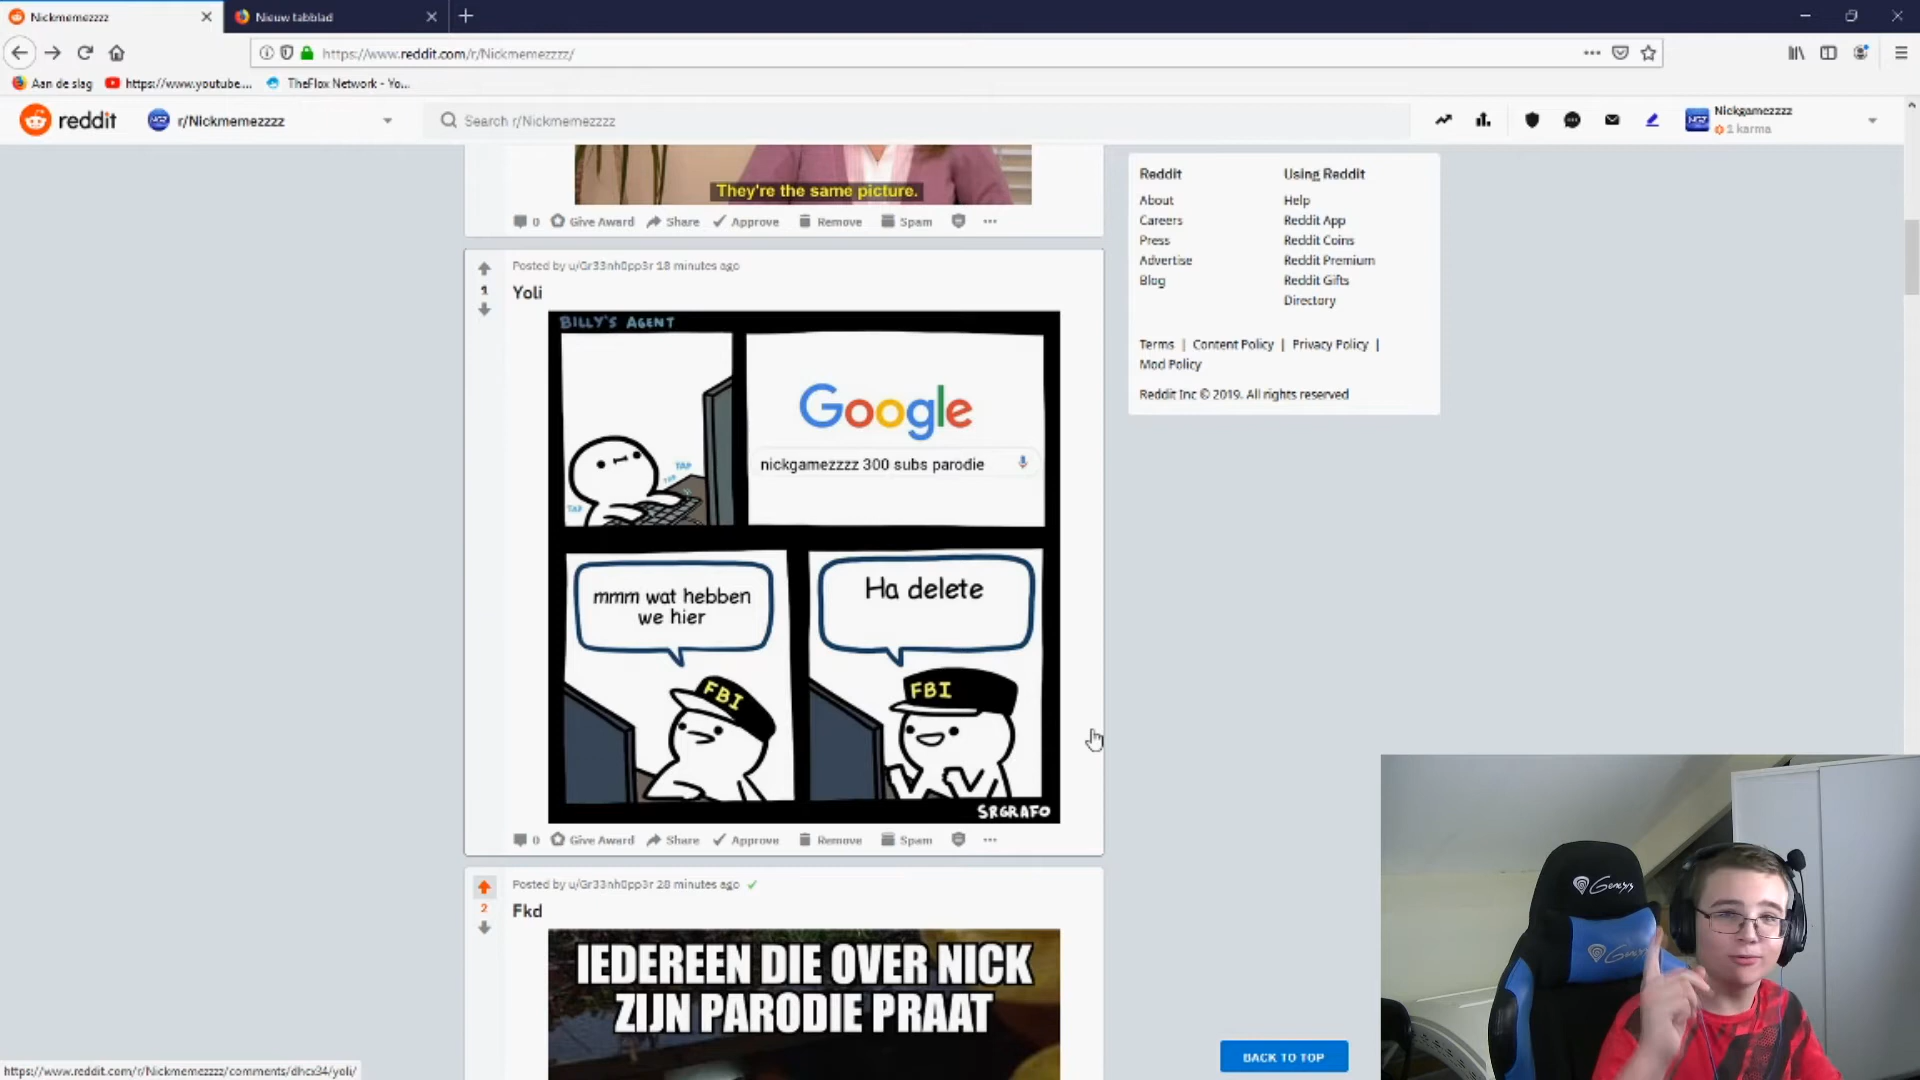 Nickmemezzzz
Nieuw tabblad
https://www.reddit.com/r/Nickmemezzzz/
Aan de slag
https://www.youtube....
TheFlox Network - Yo...
reddit
r/Nickmemezzzz
Search r/Nickmemezzzz
Nickgamezzzz
1 karma
They're the same picture.
0 Give Award Share Approve Remove Spam ...
Posted by u/Gr33nh0pp3r 18 minutes ago
1
Yoli
BILLY'S AGENT
TAP
TAP
TAP
Google
nickgamezzzz 300 subs parodie
mmm wat hebben
we hier
Ha delete
FBI
FBI
SRGRAFO
0 Give Award Share Approve Remove Spam ...
Posted by u/Gr33nh0pp3r 28 minutes ago
2
Fkd
IEDEREEN DIE OVER NICK
ZIJN PARODIE PRAAT
Reddit
Using Reddit
About
Help
Careers
Reddit App
Press
Reddit Coins
Advertise
Reddit Premium
Blog
Reddit Gifts
Directory
Terms | Content Policy | Privacy Policy |
Mod Policy
Reddit Inc © 2019. All rights reserved
BACK TO TOP
Genesis
Genesis
https://www.reddit.com/r/Nickmemezzzz/comments/dhcx34/yoli/